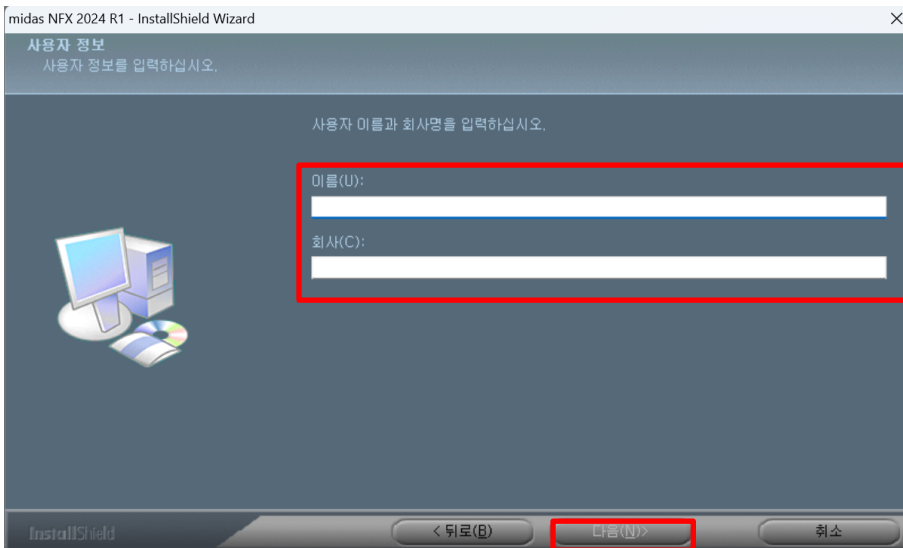 midas NFX 2024 R1 - InstallShield Wizard
사용자 정보
사용자 정보를 입력하십시오.
사용자 이름과 회사명을 입력하십시오.
이름(U):
회사(C):
InstallShield
< 뒤로(B)
다음(N)>
취소